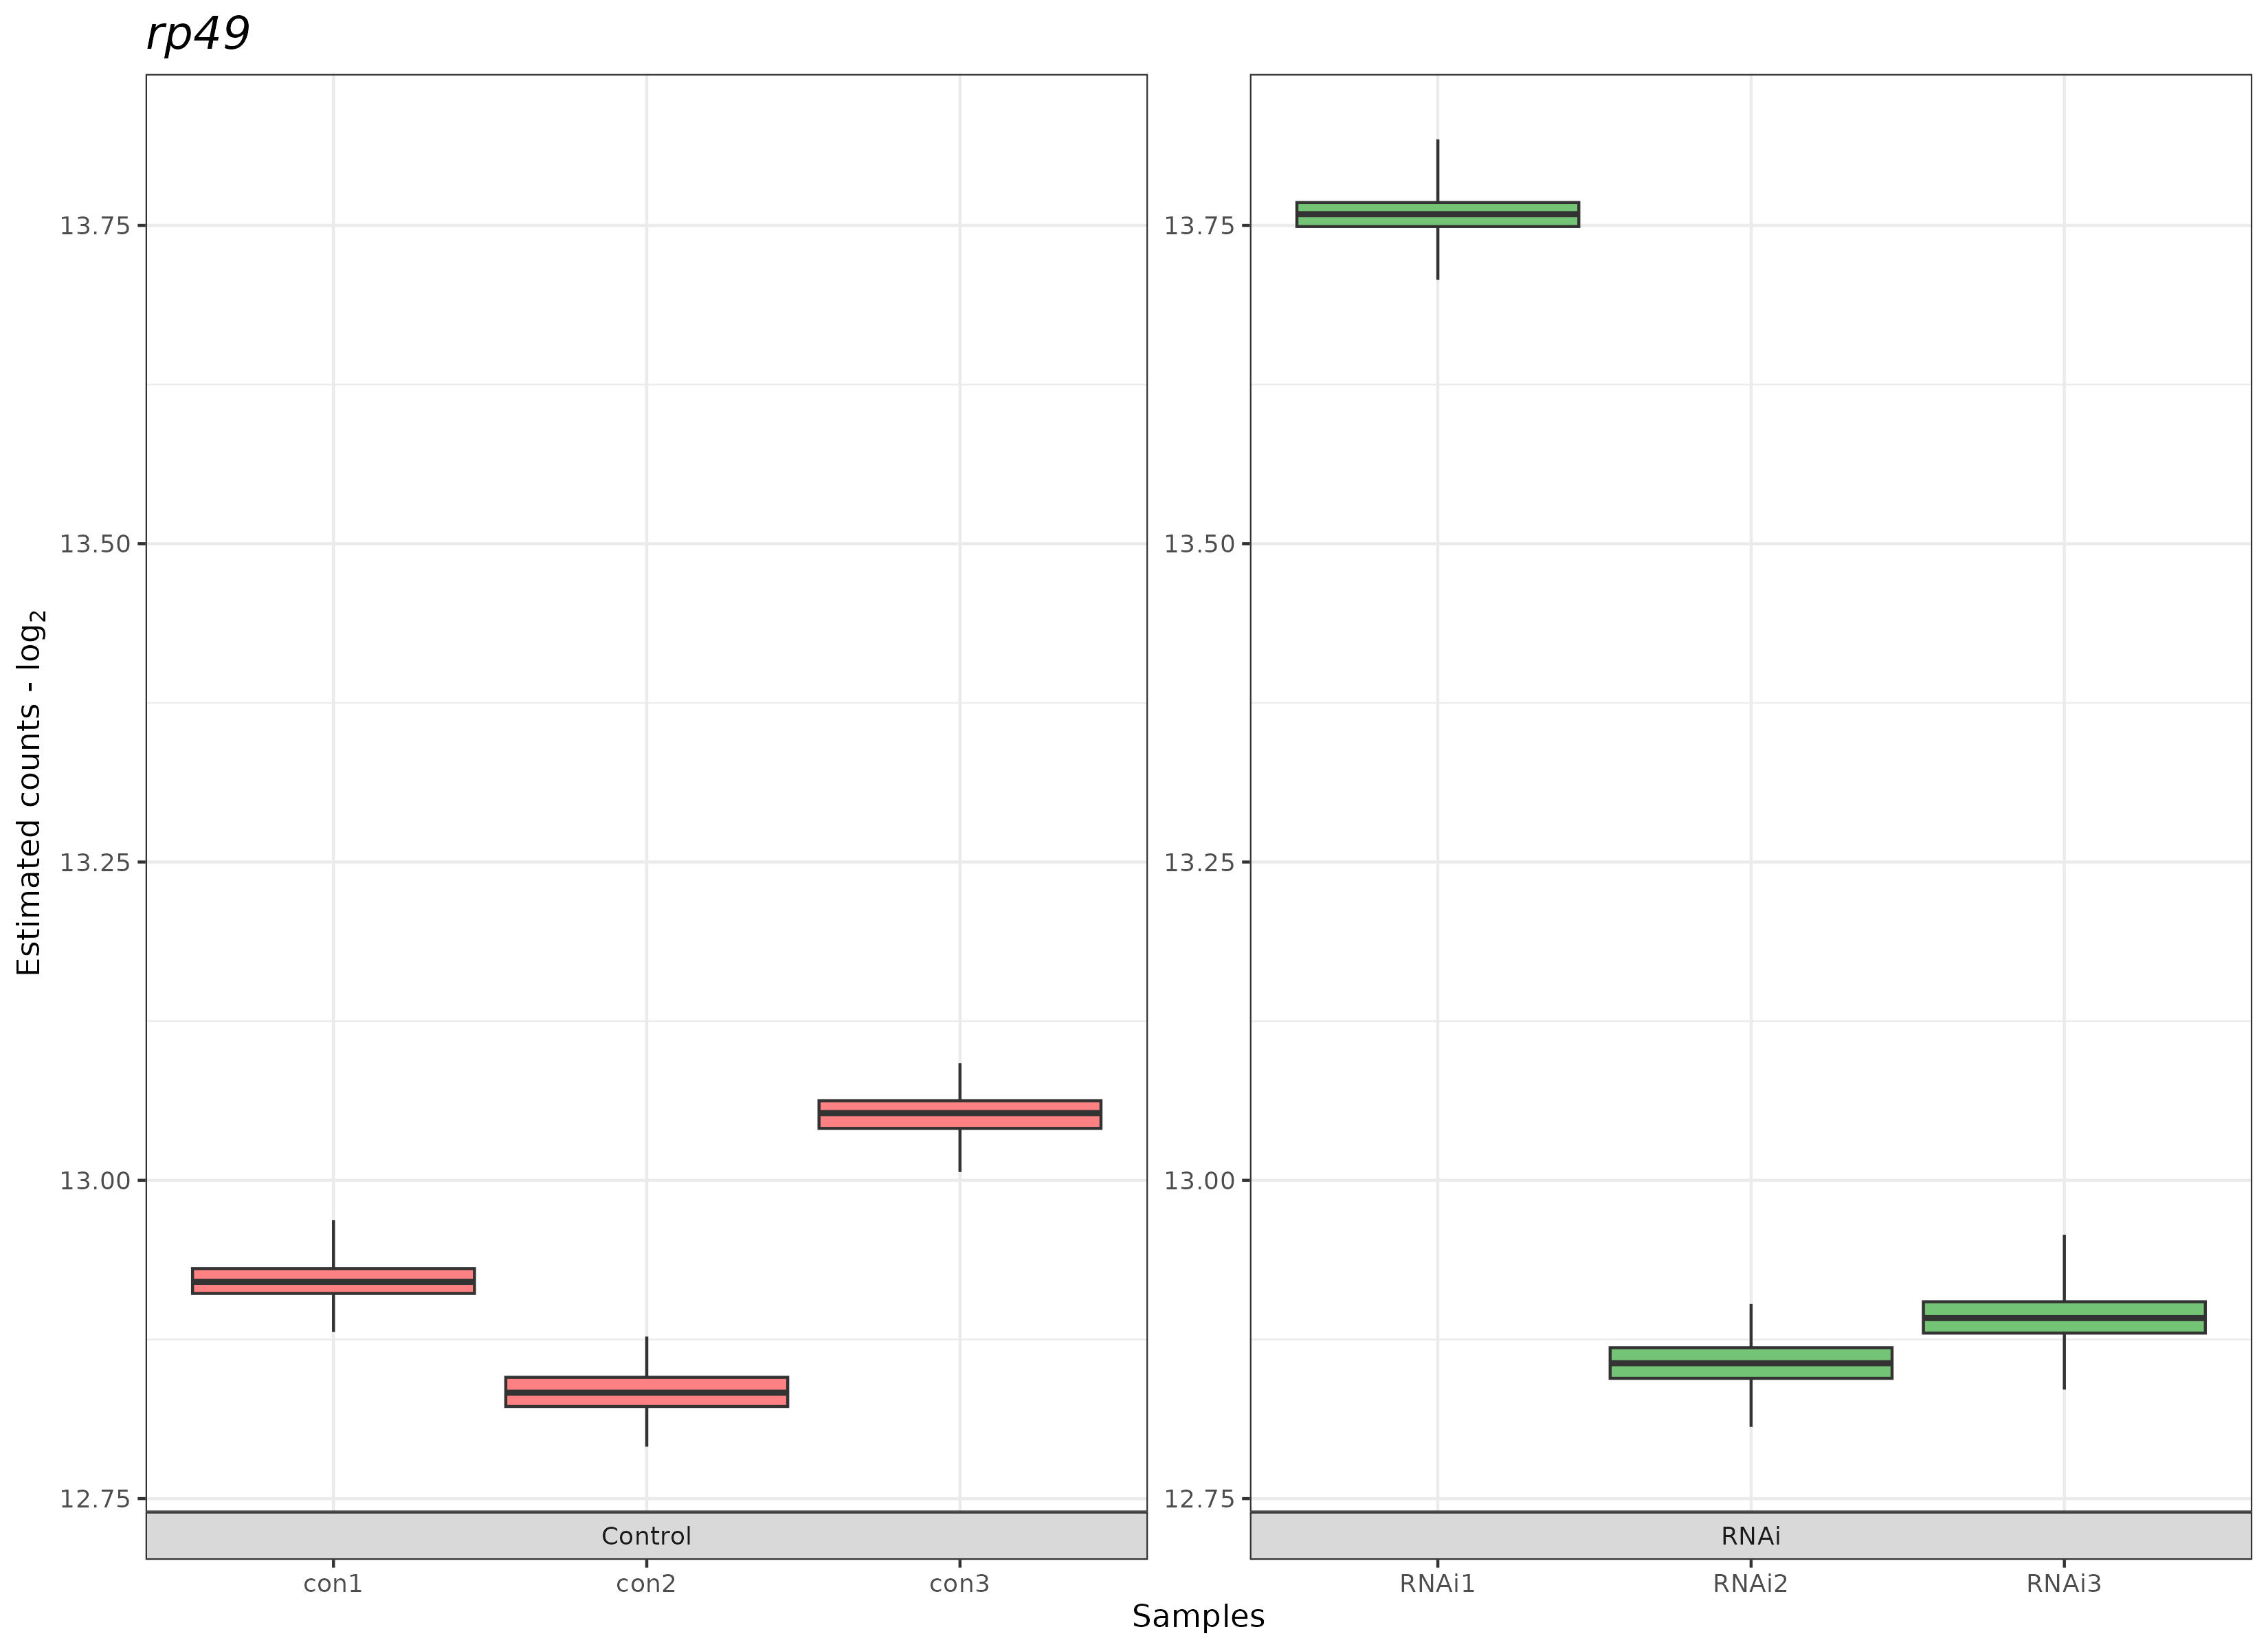 rp49
Estimated counts - log2
13.75
13.50
13.25
13.00
12.75
13.75
13.50
13.25
13.00
12.75
Control
RNAi
con1 con2 con3 RNAi1 RNAi2 RNAi3
Samples